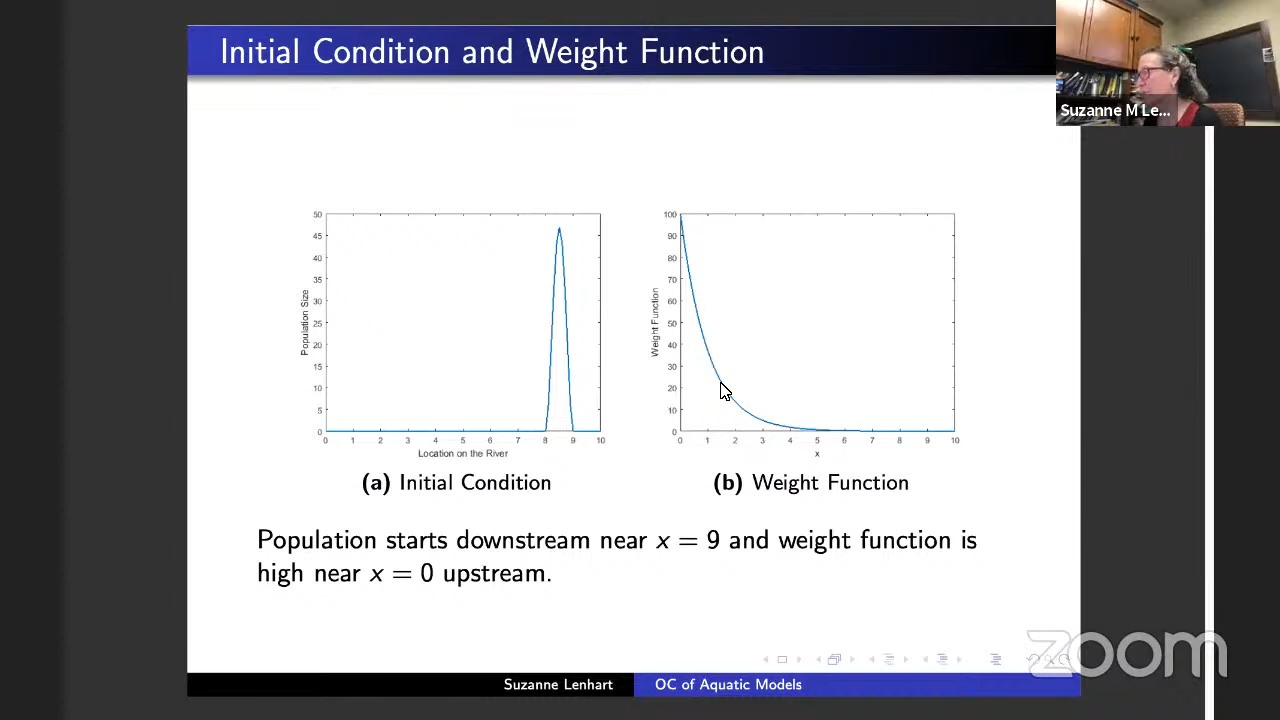 Initial Condition and Weight Function
Suzanne M Le...
50
45
40
35
30
25
20
15
10
5
0
Population Size
0 1 2 3 4 5 6 7 8 9 10
Location on the River
(a) Initial Condition
100
90
80
70
60
50
40
30
20
10
0
Weight Function
0 1 2 3 4 5 6 7 8 9 10
x
(b) Weight Function
Population starts downstream near x = 9 and weight function is
high near x = 0 upstream.
zoom
Suzanne Lenhart
OC of Aquatic Models